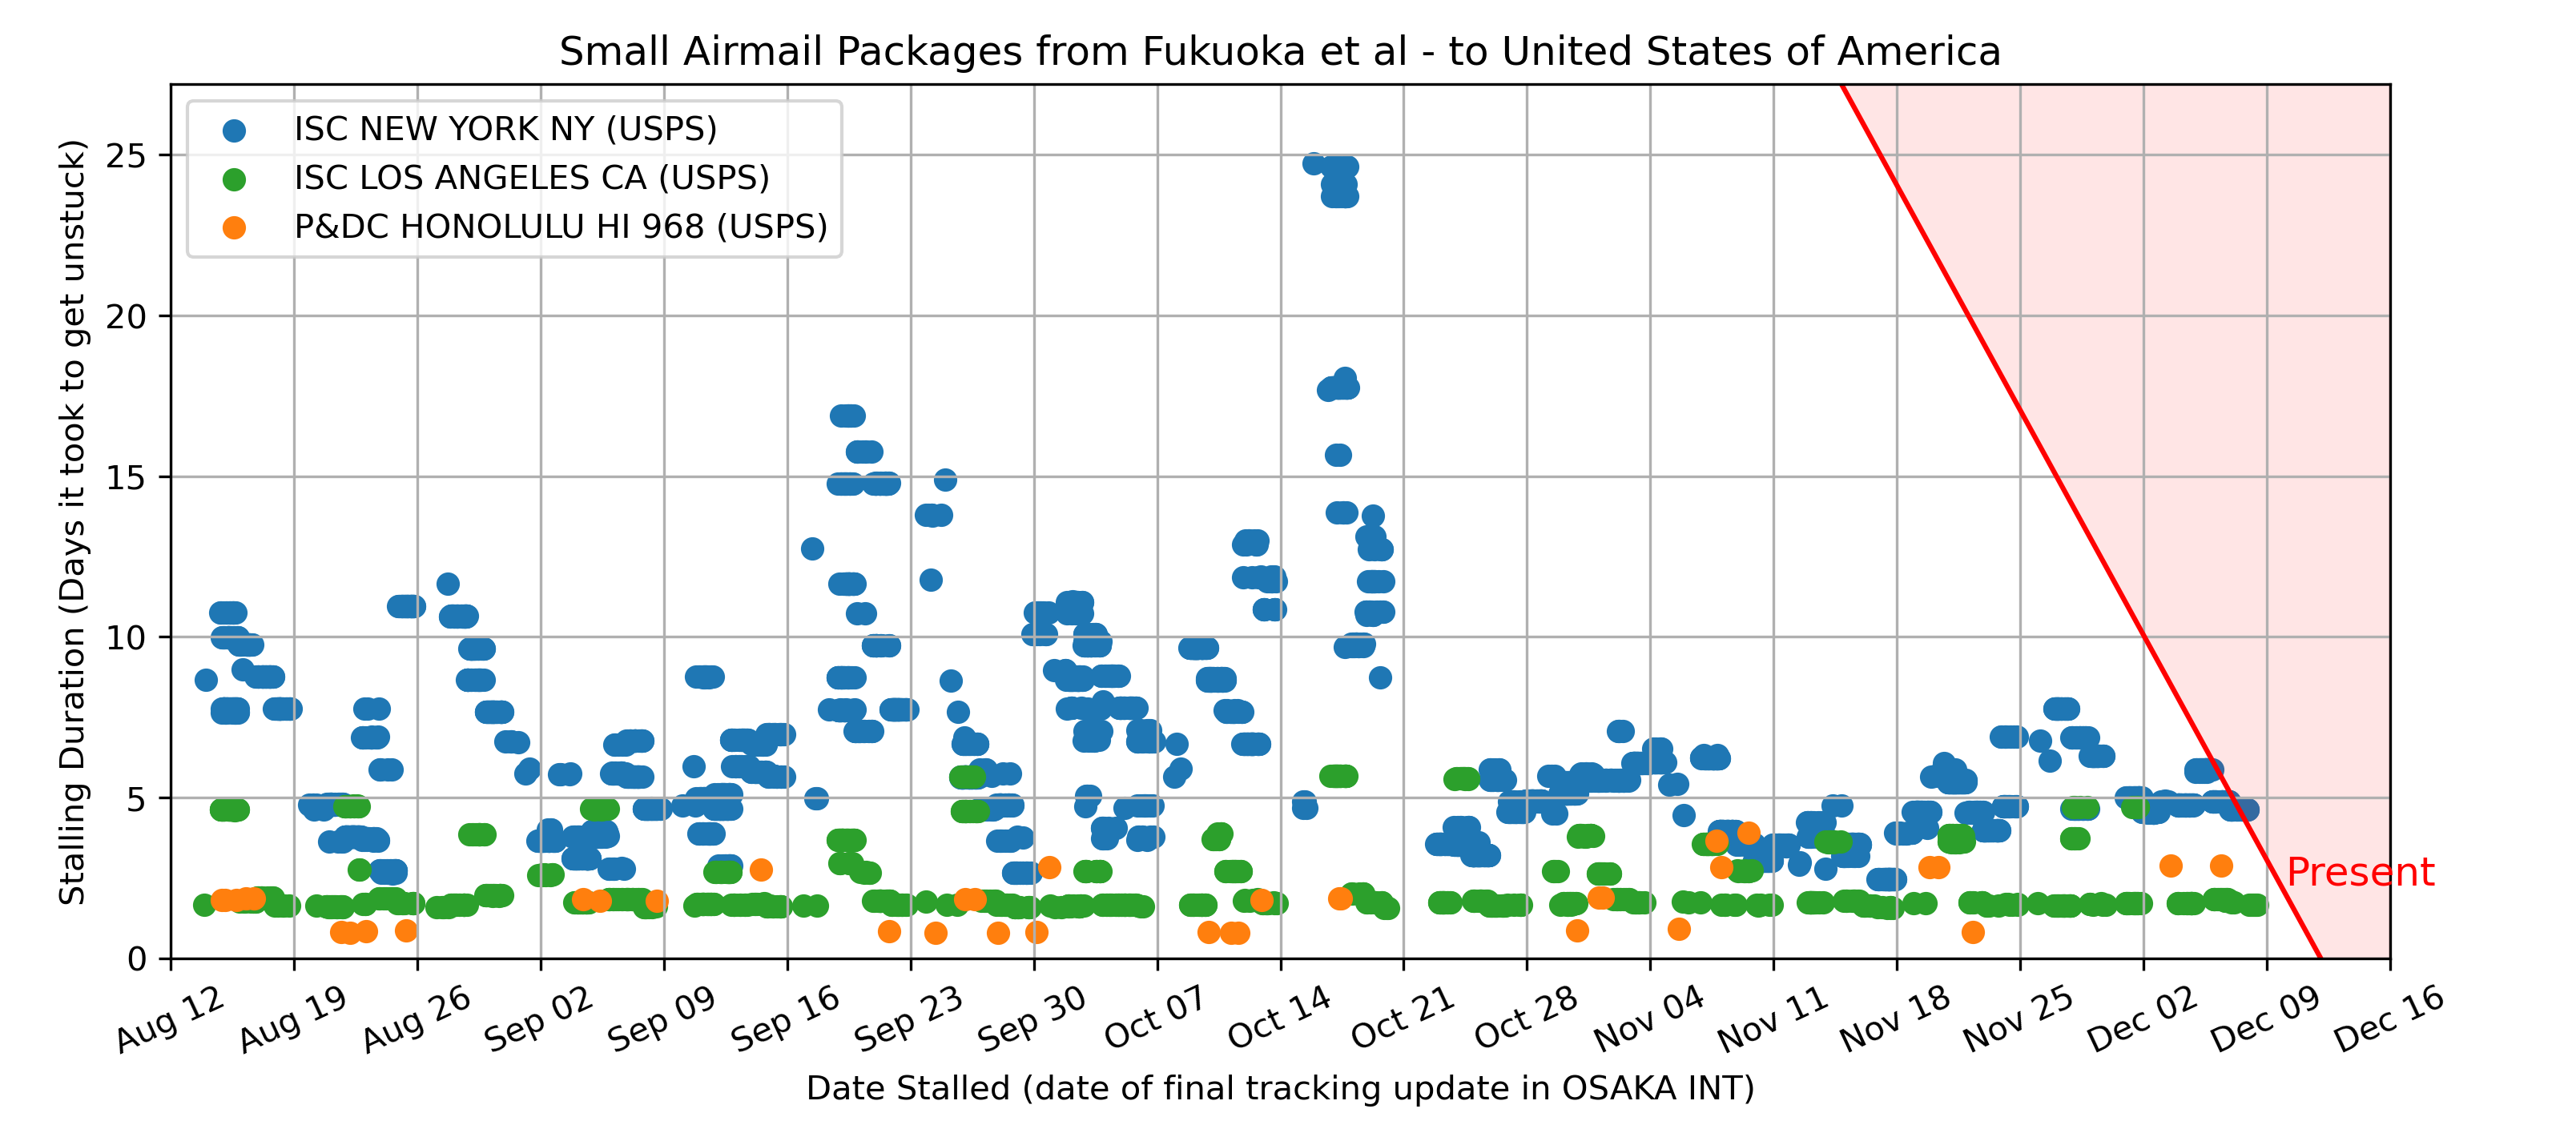 Small Airmail Packages from Fukuoka et al - to United States of America
ISC NEW YORK NY (USPS)
ISC LOS ANGELES CA (USPS)
P&DC HONOLULU HI 968 (USPS)
Stalling Duration (Days it took to get unstuck)
25
20
15
10
5
0
Present
Aug 12
Aug 19
Aug 26
Sep 02
Sep 09
Sep 16
Sep 23
Sep 30
Oct 07
Oct 14
Oct 21
Oct 28
Nov 04
Nov 11
Nov 18
Nov 25
Dec 02
Dec 09
Dec 16
Date Stalled (date of final tracking update in OSAKA INT)